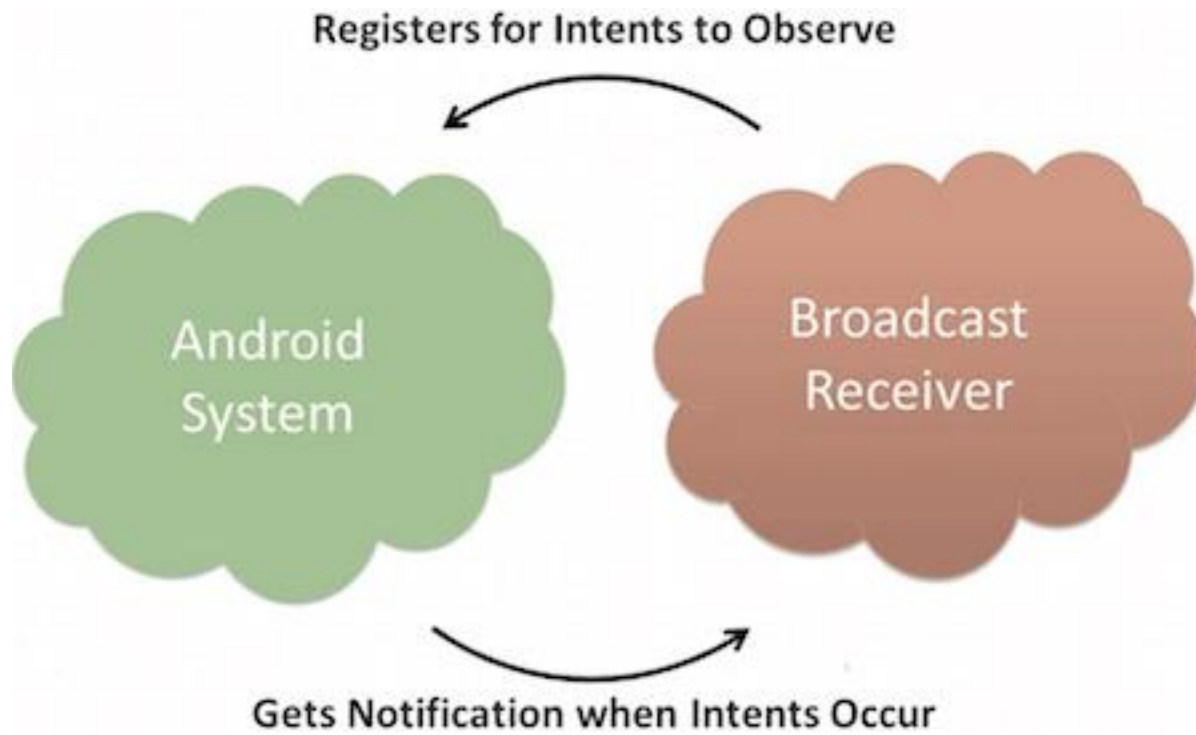 Registers for Intents to Observe
Android
System
Broadcast
Receiver
Gets Notification when Intents Occur